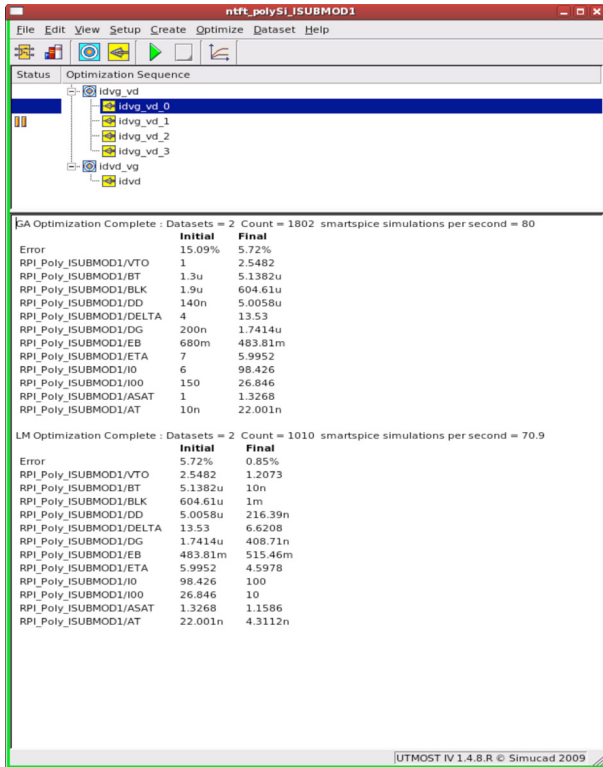 ntft_polySi_ISUBMOD1
File Edit View Setup Create Optimize Dataset Help
Status Optimization Sequence
idvg_vd
idvg_vd_0
idvg_vd_1
idvg_vd_2
idvg_vd_3
idvd_vg
idvd
GA Optimization Complete : Datasets = 2 Count = 1802 smartspice simulations per second = 80
Initial Final
Error 15.09% 5.72%
RPI_Poly_ISUBMOD1/VTO 1 2.5482
RPI_Poly_ISUBMOD1/BT 1.3u 5.1382u
RPI_Poly_ISUBMOD1/BLK 1.9u 604.61u
RPI_Poly_ISUBMOD1/DD 140n 5.0058u
RPI_Poly_ISUBMOD1/DELTA 4 13.53
RPI_Poly_ISUBMOD1/DG 200n 1.7414u
RPI_Poly_ISUBMOD1/EB 680m 483.81m
RPI_Poly_ISUBMOD1/ETA 7 5.9952
RPI_Poly_ISUBMOD1/I0 6 98.426
RPI_Poly_ISUBMOD1/I00 150 26.846
RPI_Poly_ISUBMOD1/ASAT 1 1.3268
RPI_Poly_ISUBMOD1/AT 10n 22.001n
LM Optimization Complete : Datasets = 2 Count = 1010 smartspice simulations per second = 70.9
Initial Final
Error 5.72% 0.85%
RPI_Poly_ISUBMOD1/VTO 2.5482 1.2073
RPI_Poly_ISUBMOD1/BT 5.1382u 10n
RPI_Poly_ISUBMOD1/BLK 604.61u 1m
RPI_Poly_ISUBMOD1/DD 5.0058u 216.39n
RPI_Poly_ISUBMOD1/DELTA 13.53 6.6208
RPI_Poly_ISUBMOD1/DG 1.7414u 408.71n
RPI_Poly_ISUBMOD1/EB 483.81m 515.46m
RPI_Poly_ISUBMOD1/ETA 5.9952 4.5978
RPI_Poly_ISUBMOD1/I0 98.426 100
RPI_Poly_ISUBMOD1/I00 26.846 10
RPI_Poly_ISUBMOD1/ASAT 1.3268 1.1586
RPI_Poly_ISUBMOD1/AT 22.001n 4.3112n
UTMOST IV 1.4.8.R © Simucad 2009